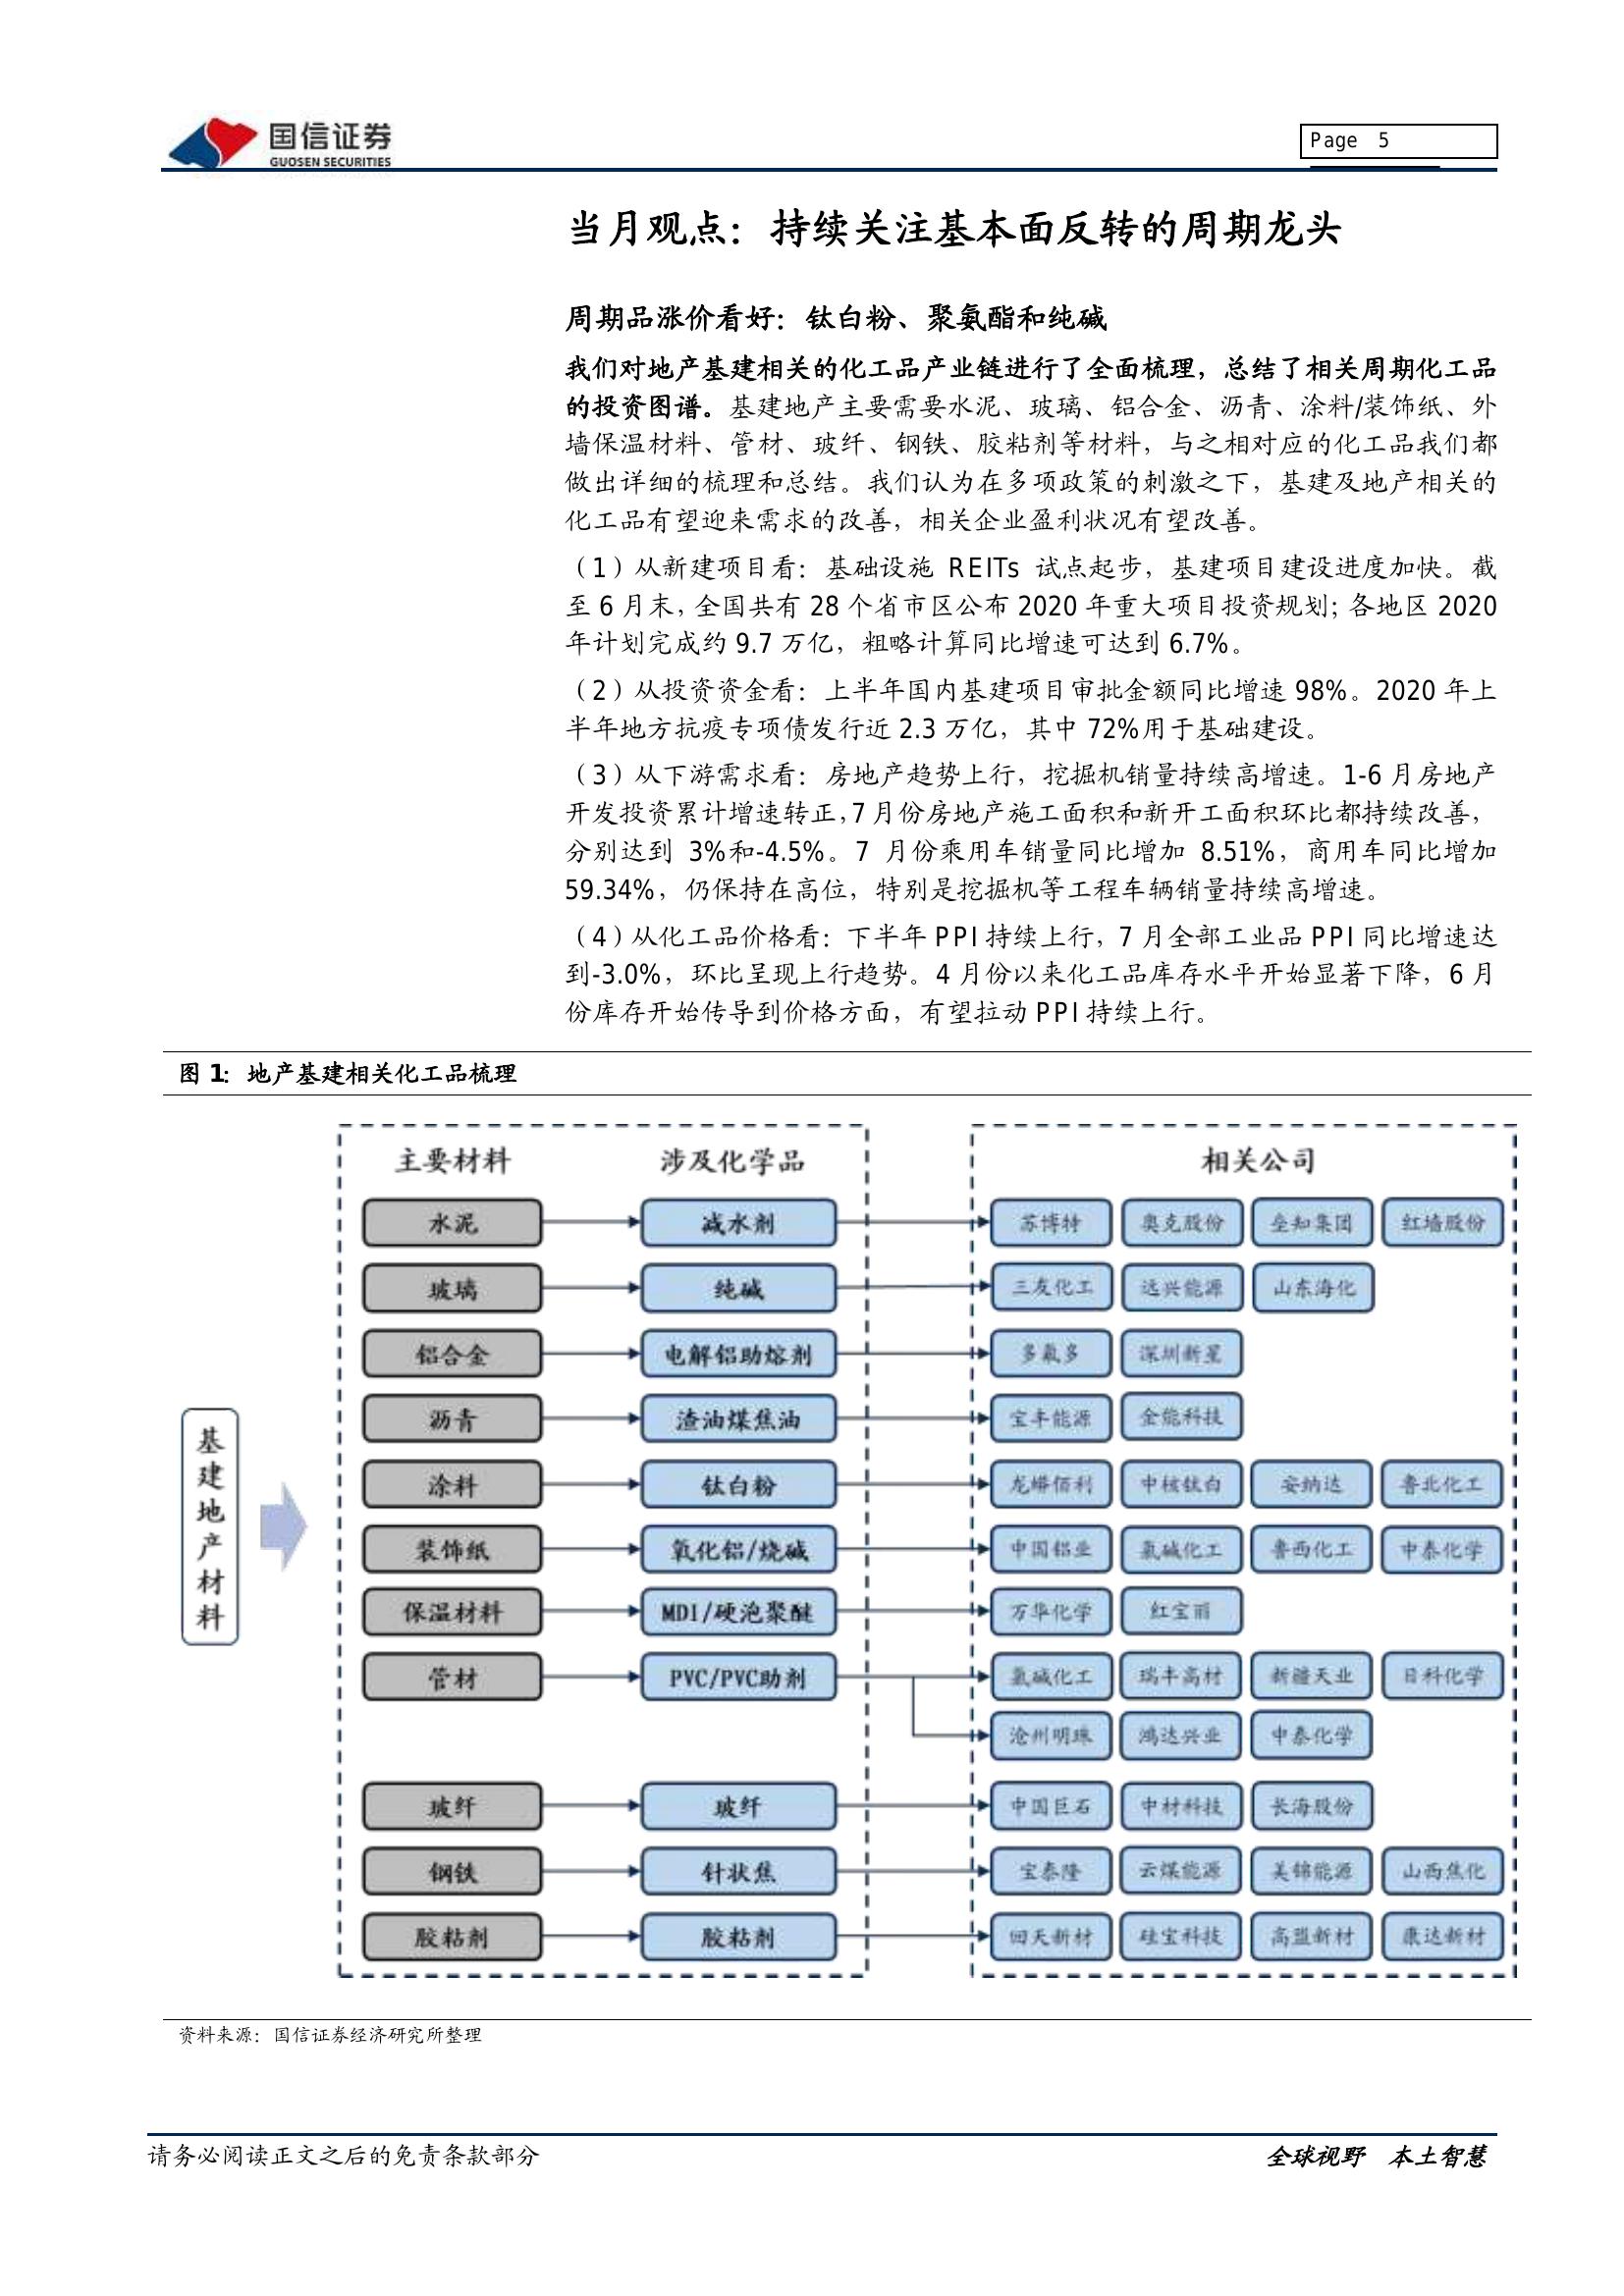 国信证券
GUOSEN SECURITIES
Page 5
当月观点：持续关注基本面反转的周期龙头
周期品涨价看好：钛白粉、聚氨酯和纯碱
我们对地产基建相关的化工品产业链进行了全面梳理，总结了相关周期化工品
的投资图谱。基建地产主要需要水泥、玻璃、铝合金、沥青、涂料/装饰纸、外
墙保温材料、管材、玻纤、钢铁、胶粘剂等材料，与之相对应的化工品我们都
做出详细的梳理和总结。我们认为在多项政策的刺激之下，基建及地产相关的
化工品有望迎来需求的改善，相关企业盈利状况有望改善。
（1）从新建项目看：基础设施 REITs 试点起步，基建项目建设进度加快。截
至 6 月末，全国共有 28 个省市区公布 2020 年重大项目投资规划；各地区 2020
年计划完成约 9.7 万亿，粗略计算同比增速可达到 6.7%。
（2）从投资资金看：上半年国内基建项目审批金额同比增速 98%。2020 年上
半年地方抗疫专项债发行近 2.3 万亿，其中 72%用于基础建设。
（3）从下游需求看：房地产趋势上行，挖掘机销量持续高增速。1-6 月房地产
开发投资累计增速转正，7 月份房地产施工面积和新开工面积环比都持续改善，
分别达到 3%和-4.5%。7 月份乘用车销量同比增加 8.51%，商用车同比增加
59.34%，仍保持在高位，特别是挖掘机等工程车辆销量持续高增速。
（4）从化工品价格看：下半年 PPI 持续上行，7 月全部工业品 PPI 同比增速达
到-3.0%，环比呈现上行趋势。4 月份以来化工品库存水平开始显著下降，6 月
份库存开始传导到价格方面，有望拉动 PPI 持续上行。
图 1：地产基建相关化工品梳理
基建地产材料
主要材料 涉及化学品 相关公司
水泥 减水剂 苏博特 奥克股份 垒知集团 红墙股份
玻璃 纯碱 三友化工 远兴能源 山东海化
铝合金 电解铝助熔剂 多氟多 深圳新星
沥青 渣油煤焦油 宝丰能源 金能科技
涂料 钛白粉 龙蟒佰利 中核钛白 安纳达 鲁北化工
装饰纸 氧化铝/烧碱 中国铝业 氯碱化工 鲁西化工 中泰化学
保温材料 MDI/硬泡聚醚 万华化学 红宝丽
管材 PVC/PVC助剂 氯碱化工 瑞丰高材 新疆天业 日科化学
沧州明珠 鸿达兴业 中泰化学
玻纤 玻纤 中国巨石 中材科技 长海股份
钢铁 针状焦 宝泰隆 云煤能源 美锦能源 山西焦化
胶粘剂 胶粘剂 回天新材 硅宝科技 高盟新材 康达新材
资料来源：国信证券经济研究所整理
请务必阅读正文之后的免责条款部分
全球视野 本土智慧